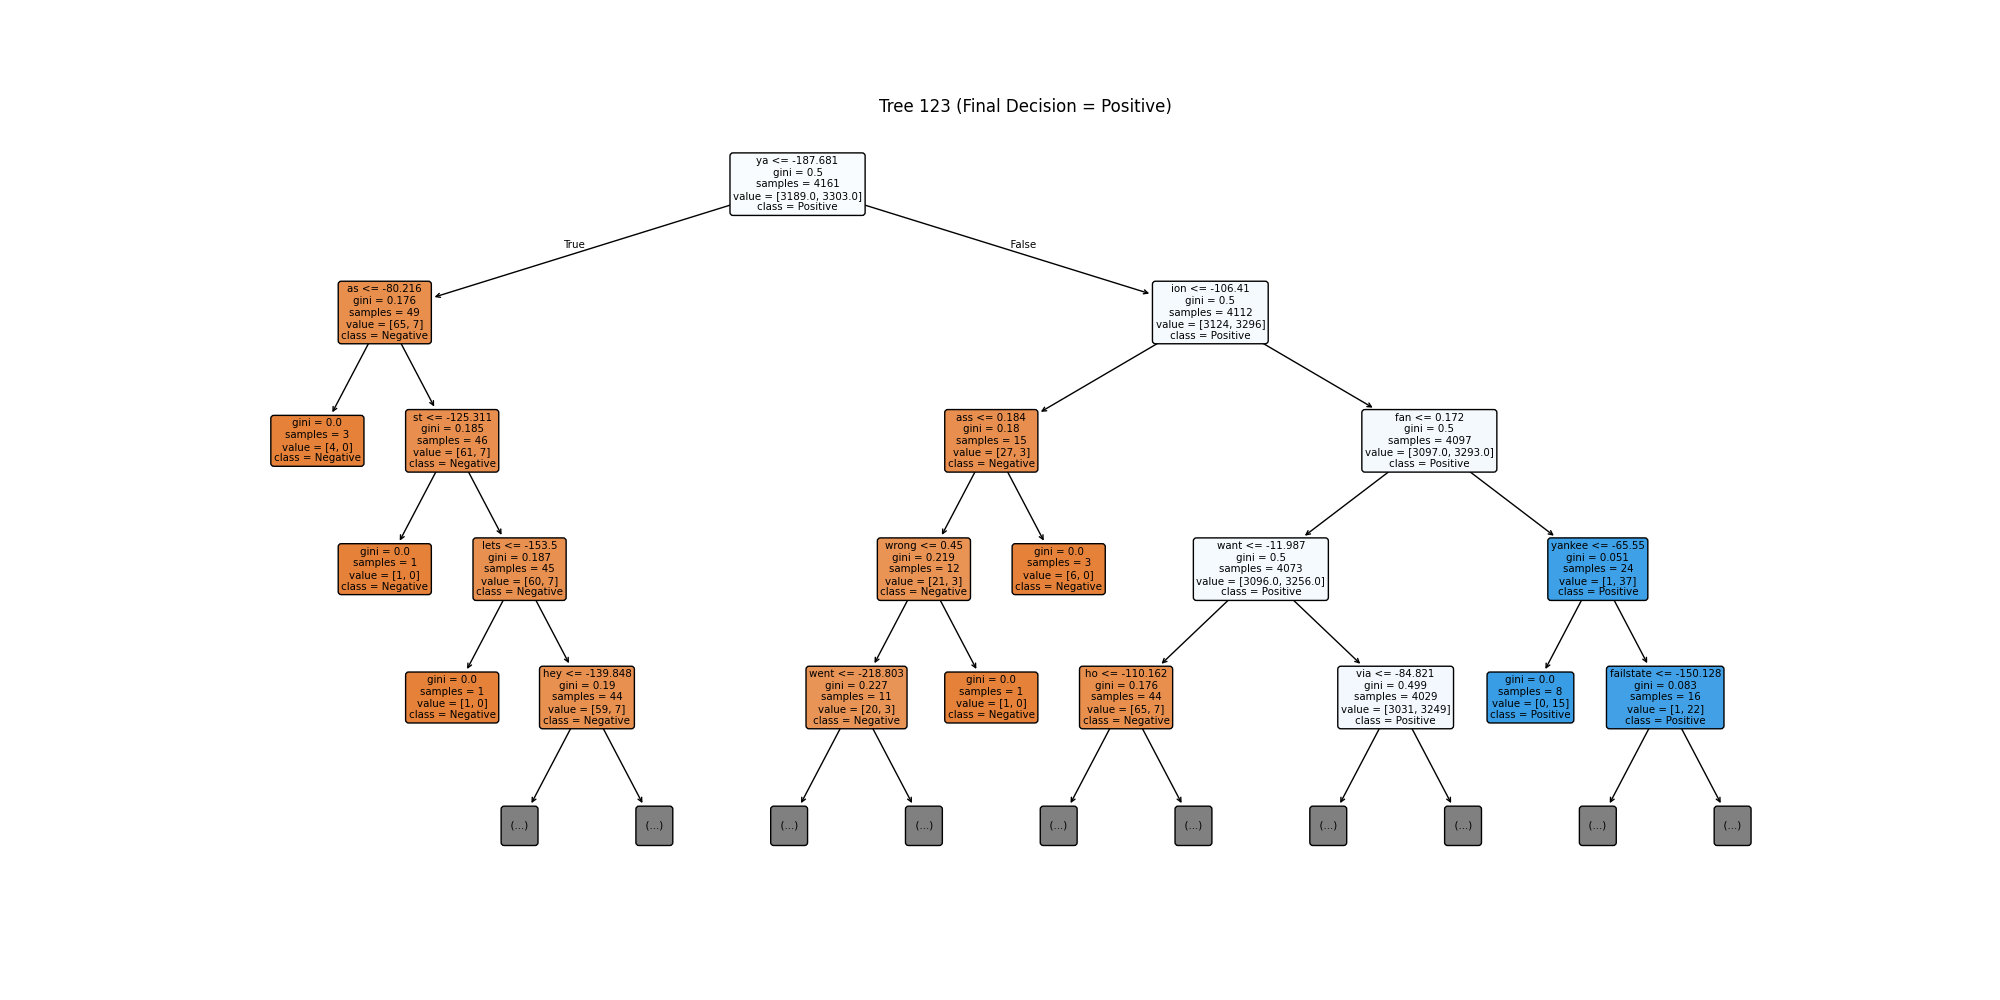 Tree 123 (Final Decision = Positive)
ya <= -187.681
gini = 0.5
samples = 4161
value = [3189.0, 3303.0]
class = Positive
True
False
as <= -80.216
gini = 0.176
samples = 49
value = [65, 7]
class = Negative
ion <= -106.41
gini = 0.5
samples = 4112
value = [3124, 3296]
class = Positive
gini = 0.0
samples = 3
value = [4, 0]
class = Negative
st <= -125.311
gini = 0.185
samples = 46
value = [61, 7]
class = Negative
ass <= 0.184
gini = 0.18
samples = 15
value = [27, 3]
class = Negative
fan <= 0.172
gini = 0.5
samples = 4097
value = [3097.0, 3293.0]
class = Positive
gini = 0.0
samples = 1
value = [1, 0]
class = Negative
lets <= -153.5
gini = 0.187
samples = 45
value = [60, 7]
class = Negative
wrong <= 0.45
gini = 0.219
samples = 12
value = [21, 3]
class = Negative
gini = 0.0
samples = 3
value = [6, 0]
class = Negative
want <= -11.987
gini = 0.5
samples = 4073
value = [3096.0, 3256.0]
class = Positive
yankee <= -65.55
gini = 0.051
samples = 24
value = [1, 37]
class = Positive
gini = 0.0
samples = 1
value = [1, 0]
class = Negative
hey <= -139.848
gini = 0.19
samples = 44
value = [59, 7]
class = Negative
went <= -218.803
gini = 0.227
samples = 11
value = [20, 3]
class = Negative
gini = 0.0
samples = 1
value = [1, 0]
class = Negative
ho <= -110.162
gini = 0.176
samples = 44
value = [65, 7]
class = Negative
via <= -84.821
gini = 0.499
samples = 4029
value = [3031, 3249]
class = Positive
gini = 0.0
samples = 8
value = [0, 15]
class = Positive
failstate <= -150.128
gini = 0.083
samples = 16
value = [1, 22]
class = Positive
(...)
(...)
(...)
(...)
(...)
(...)
(...)
(...)
(...)
(...)